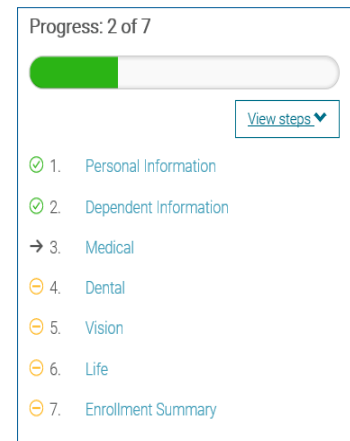 Progress: 2 of 7
View steps
1. Personal Information
2. Dependent Information
3. Medical
4. Dental
5. Vision
6. Life
7. Enrollment Summary